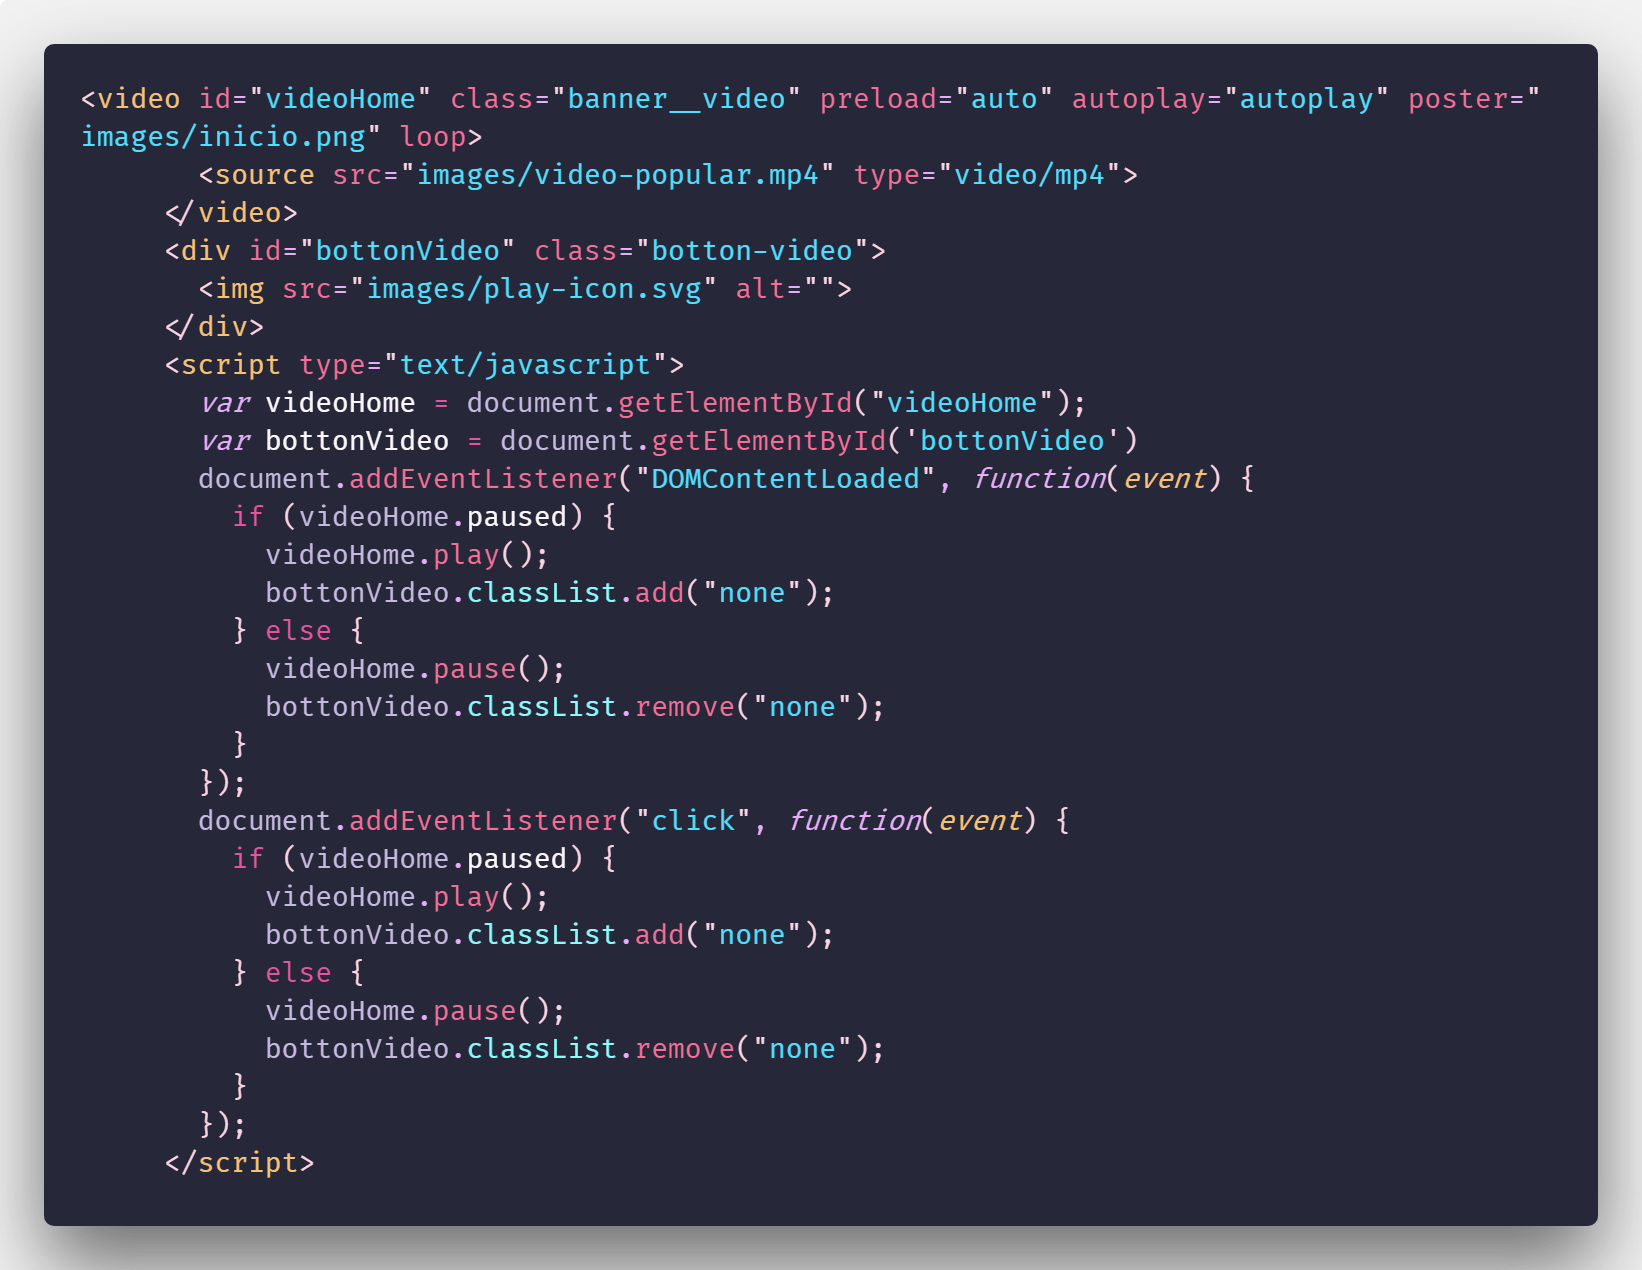 <video id="videoHome" class="banner__video" preload="auto" autoplay="autoplay" poster="
images/inicio.png" loop>
        <source src="images/video-popular.mp4" type="video/mp4">
      </video>
      <div id="bottonVideo" class="botton-video">
        <img src="images/play-icon.svg" alt="">
      </div>
      <script type="text/javascript">
        var videoHome = document.getElementById("videoHome");
        var bottonVideo = document.getElementById('bottonVideo')
        document.addEventListener("DOMContentLoaded", function(event) {
          if (videoHome.paused) {
            videoHome.play();
            bottonVideo.classList.add("none");
          } else {
            videoHome.pause();
            bottonVideo.classList.remove("none");
          }
        });
        document.addEventListener("click", function(event) {
          if (videoHome.paused) {
            videoHome.play();
            bottonVideo.classList.add("none");
          } else {
            videoHome.pause();
            bottonVideo.classList.remove("none");
          }
        });
      </script>